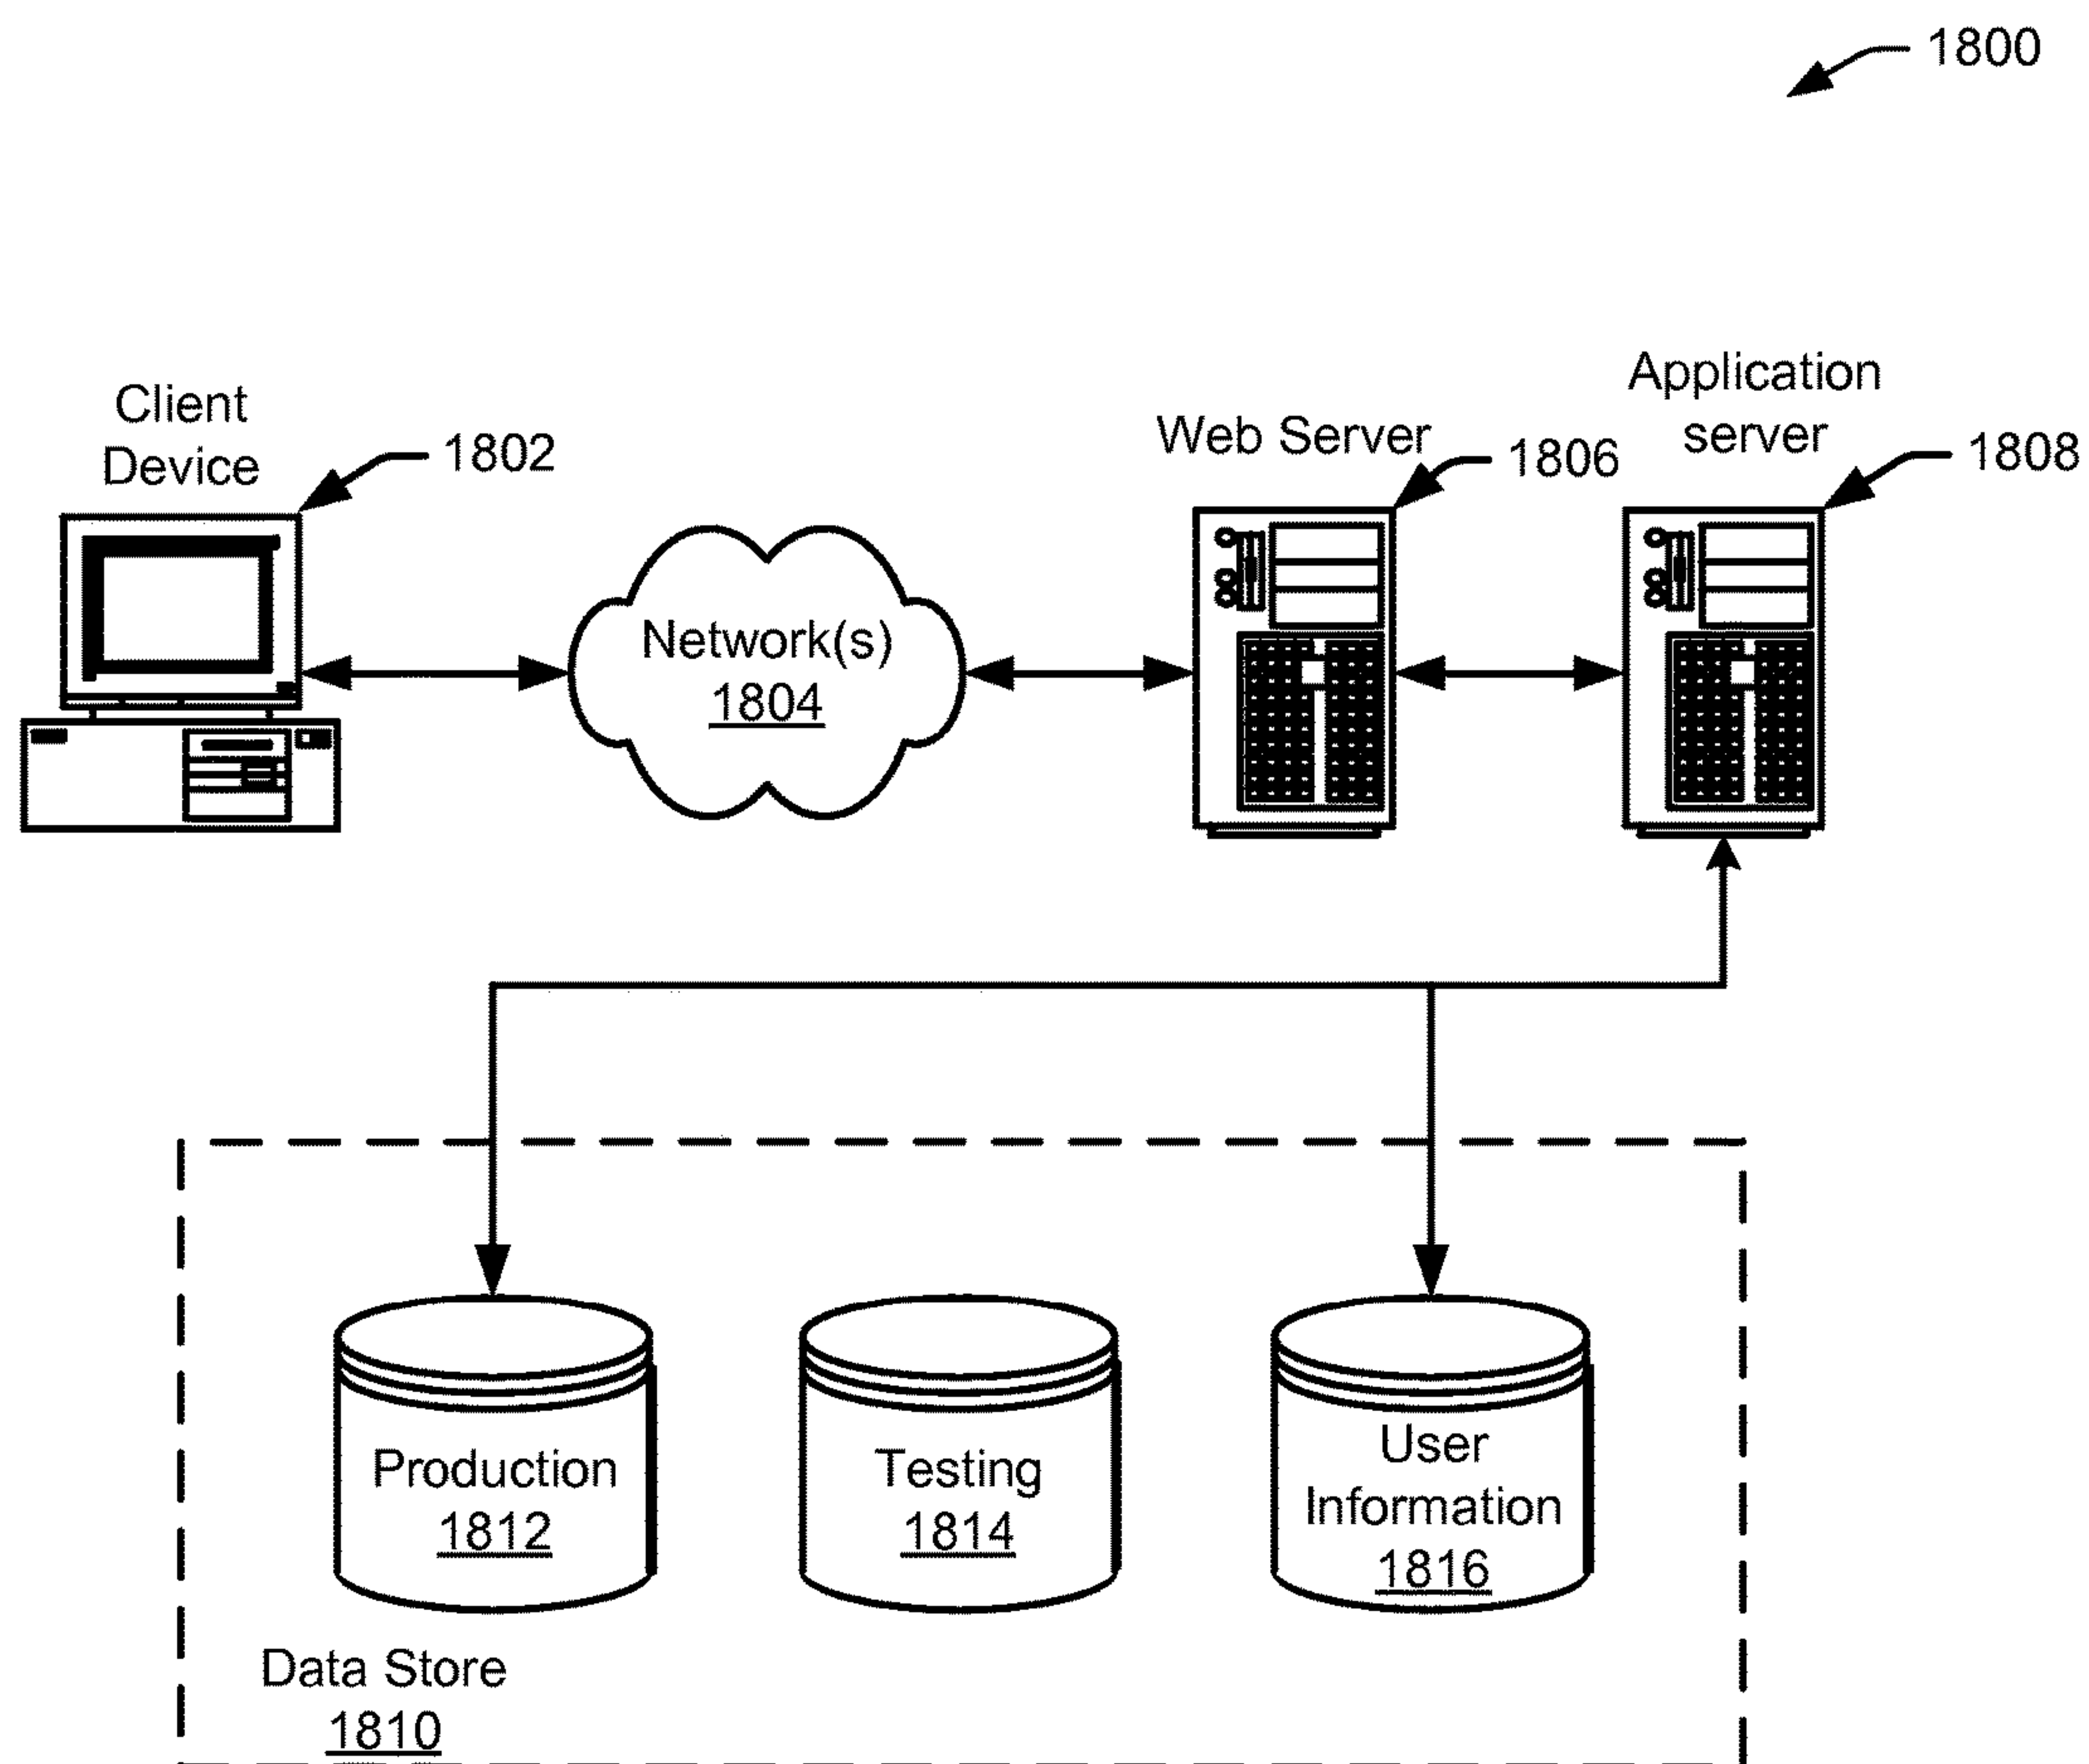 1800
Client
Device
1802
Network(s)
1804
Web Server
1806
Application
server
1808
Production
1812
Testing
1814
User
Information
1816
Data Store
1810